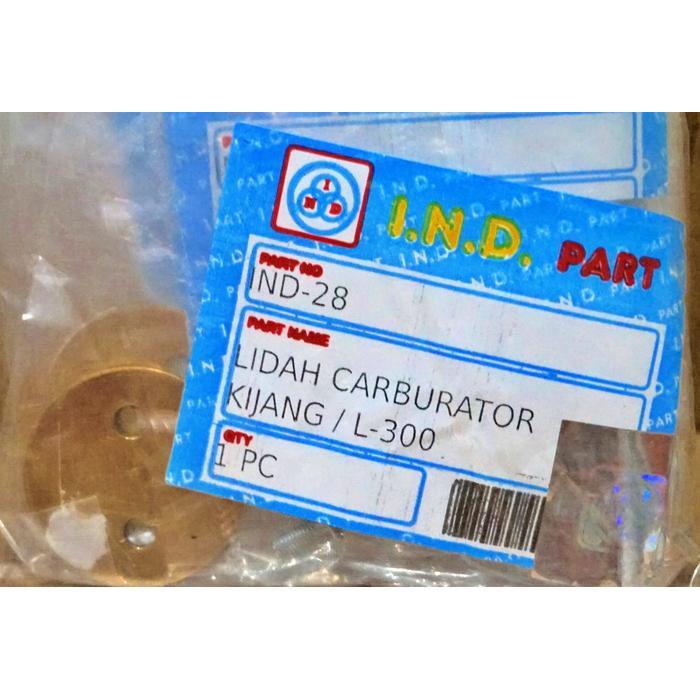 I
N D
I.N.D. PART
PART NO
IND-28
PART NAME
LIDAH CARBURATOR
KIJANG / L-300
QTY
1 PC